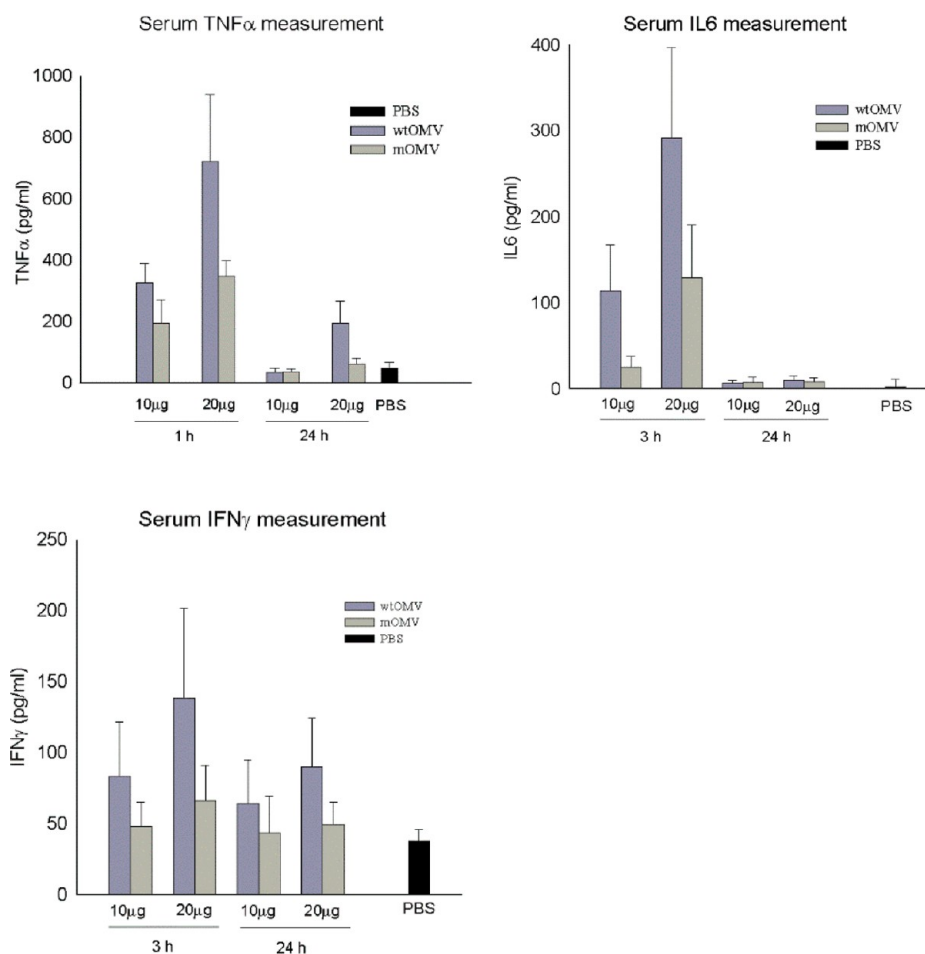 Serum TNFα measurement
1000
800
600
400
200
0
TNFα (pg/ml)
PBS
wtOMV
mOMV
10µg
20µg
10µg
20µg
PBS
1 h
24 h
Serum IL6 measurement
400
300
200
100
0
IL6 (pg/ml)
wtOMV
mOMV
PBS
10µg
20µg
10µg
20µg
PBS
3 h
24 h
Serum IFNγ measurement
250
200
150
100
50
0
IFNγ (pg/ml)
wtOMV
mOMV
PBS
10µg
20µg
10µg
20µg
PBS
3 h
24 h